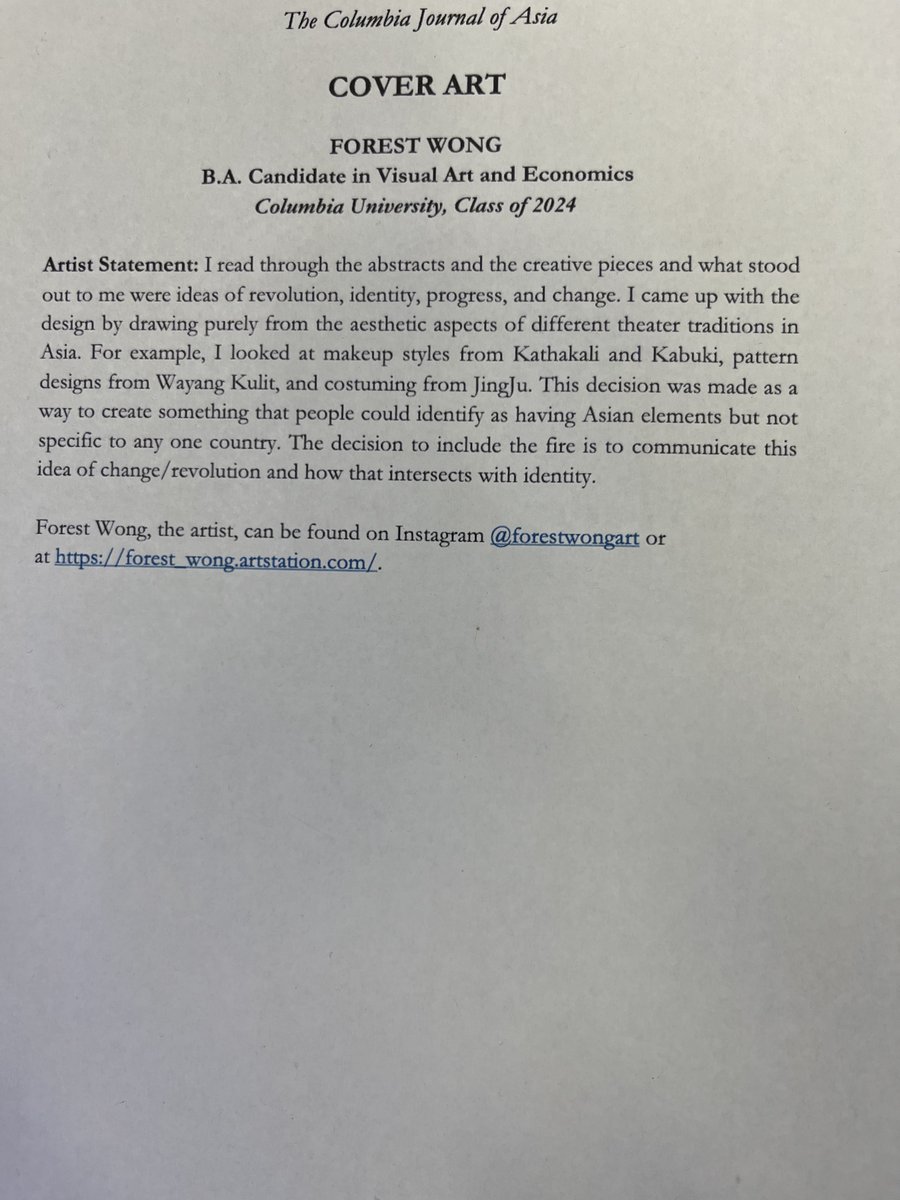 The Columbia Journal of Asia
COVER ART
FOREST WONG
B.A. Candidate in Visual Art and Economics
Columbia University, Class of 2024
Artist Statement: I read through the abstracts and the creative pieces and what stood
out to me were ideas of revolution, identity, progress, and change. I came up with the
design by drawing purely from the aesthetic aspects of different theater traditions in
Asia. For example, I looked at makeup styles from Kathakali and Kabuki, pattern
designs from Wayang Kulit, and costuming from JingJu. This decision was made as a
way to create something that people could identify as having Asian elements but not
specific to any one country. The decision to include the fire is to communicate this
idea of change/revolution and how that intersects with identity.
Forest Wong, the artist, can be found on Instagram @forestwongart or
at https://forest_wong.artstation.com/.